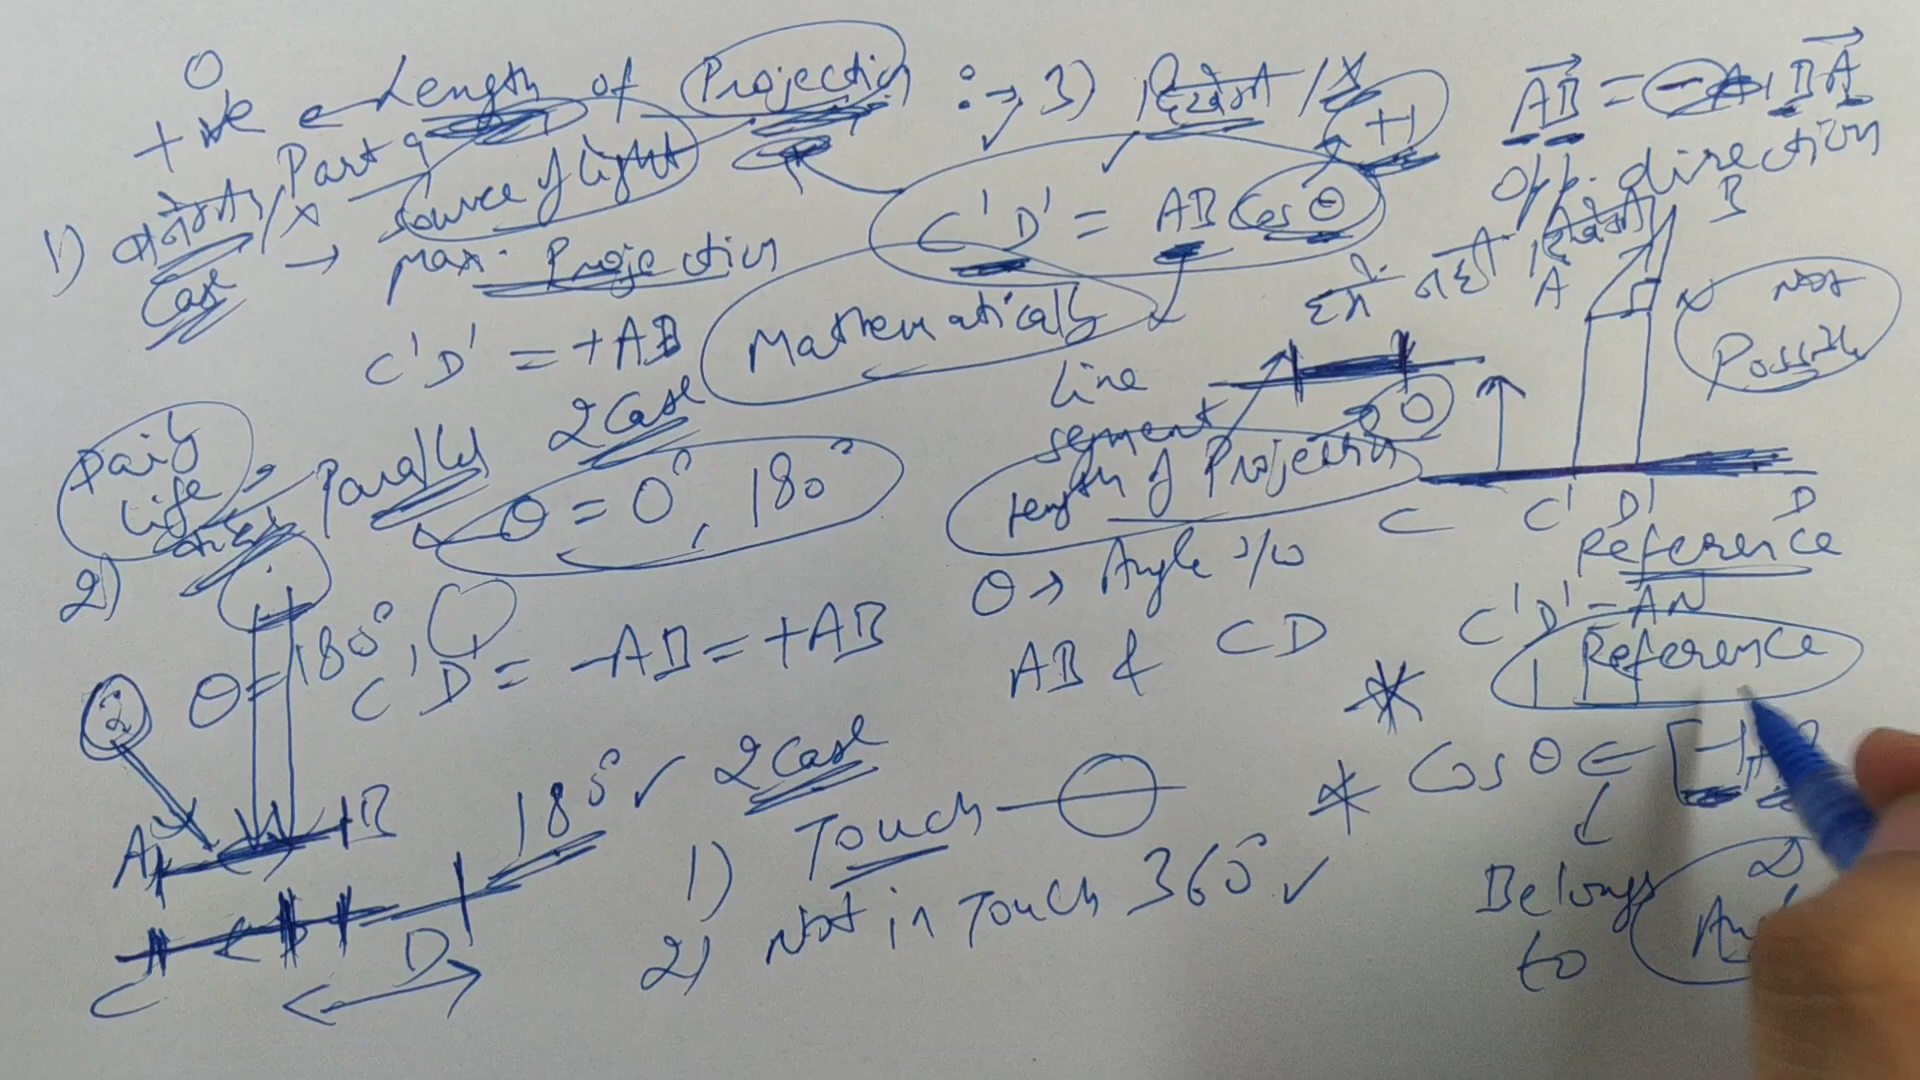 0
+ve Length of Projection :→ 3)
AB = - BA
opp. direction
Part of source of light
+1
1)
Case → Max. Projection
C'D' = AB Cos θ
C'D' = +AB
Mathematically
B
A N Not Possible
Daily Life
Parallel 2 Case
θ = 0°, 180°
line segment
0
length of Projection
C C' D' D
Reference
2)
θ = 180°, C'D' = -AB = +AB
θ → Angle b/w
AB & CD
C'D' = AN
Reference
2
A B
180° ✓ 2 Case
1) Touch
2) Not in Touch 360° ✓
* Cos θ ∈ [-1,
*
Belongs to
C D